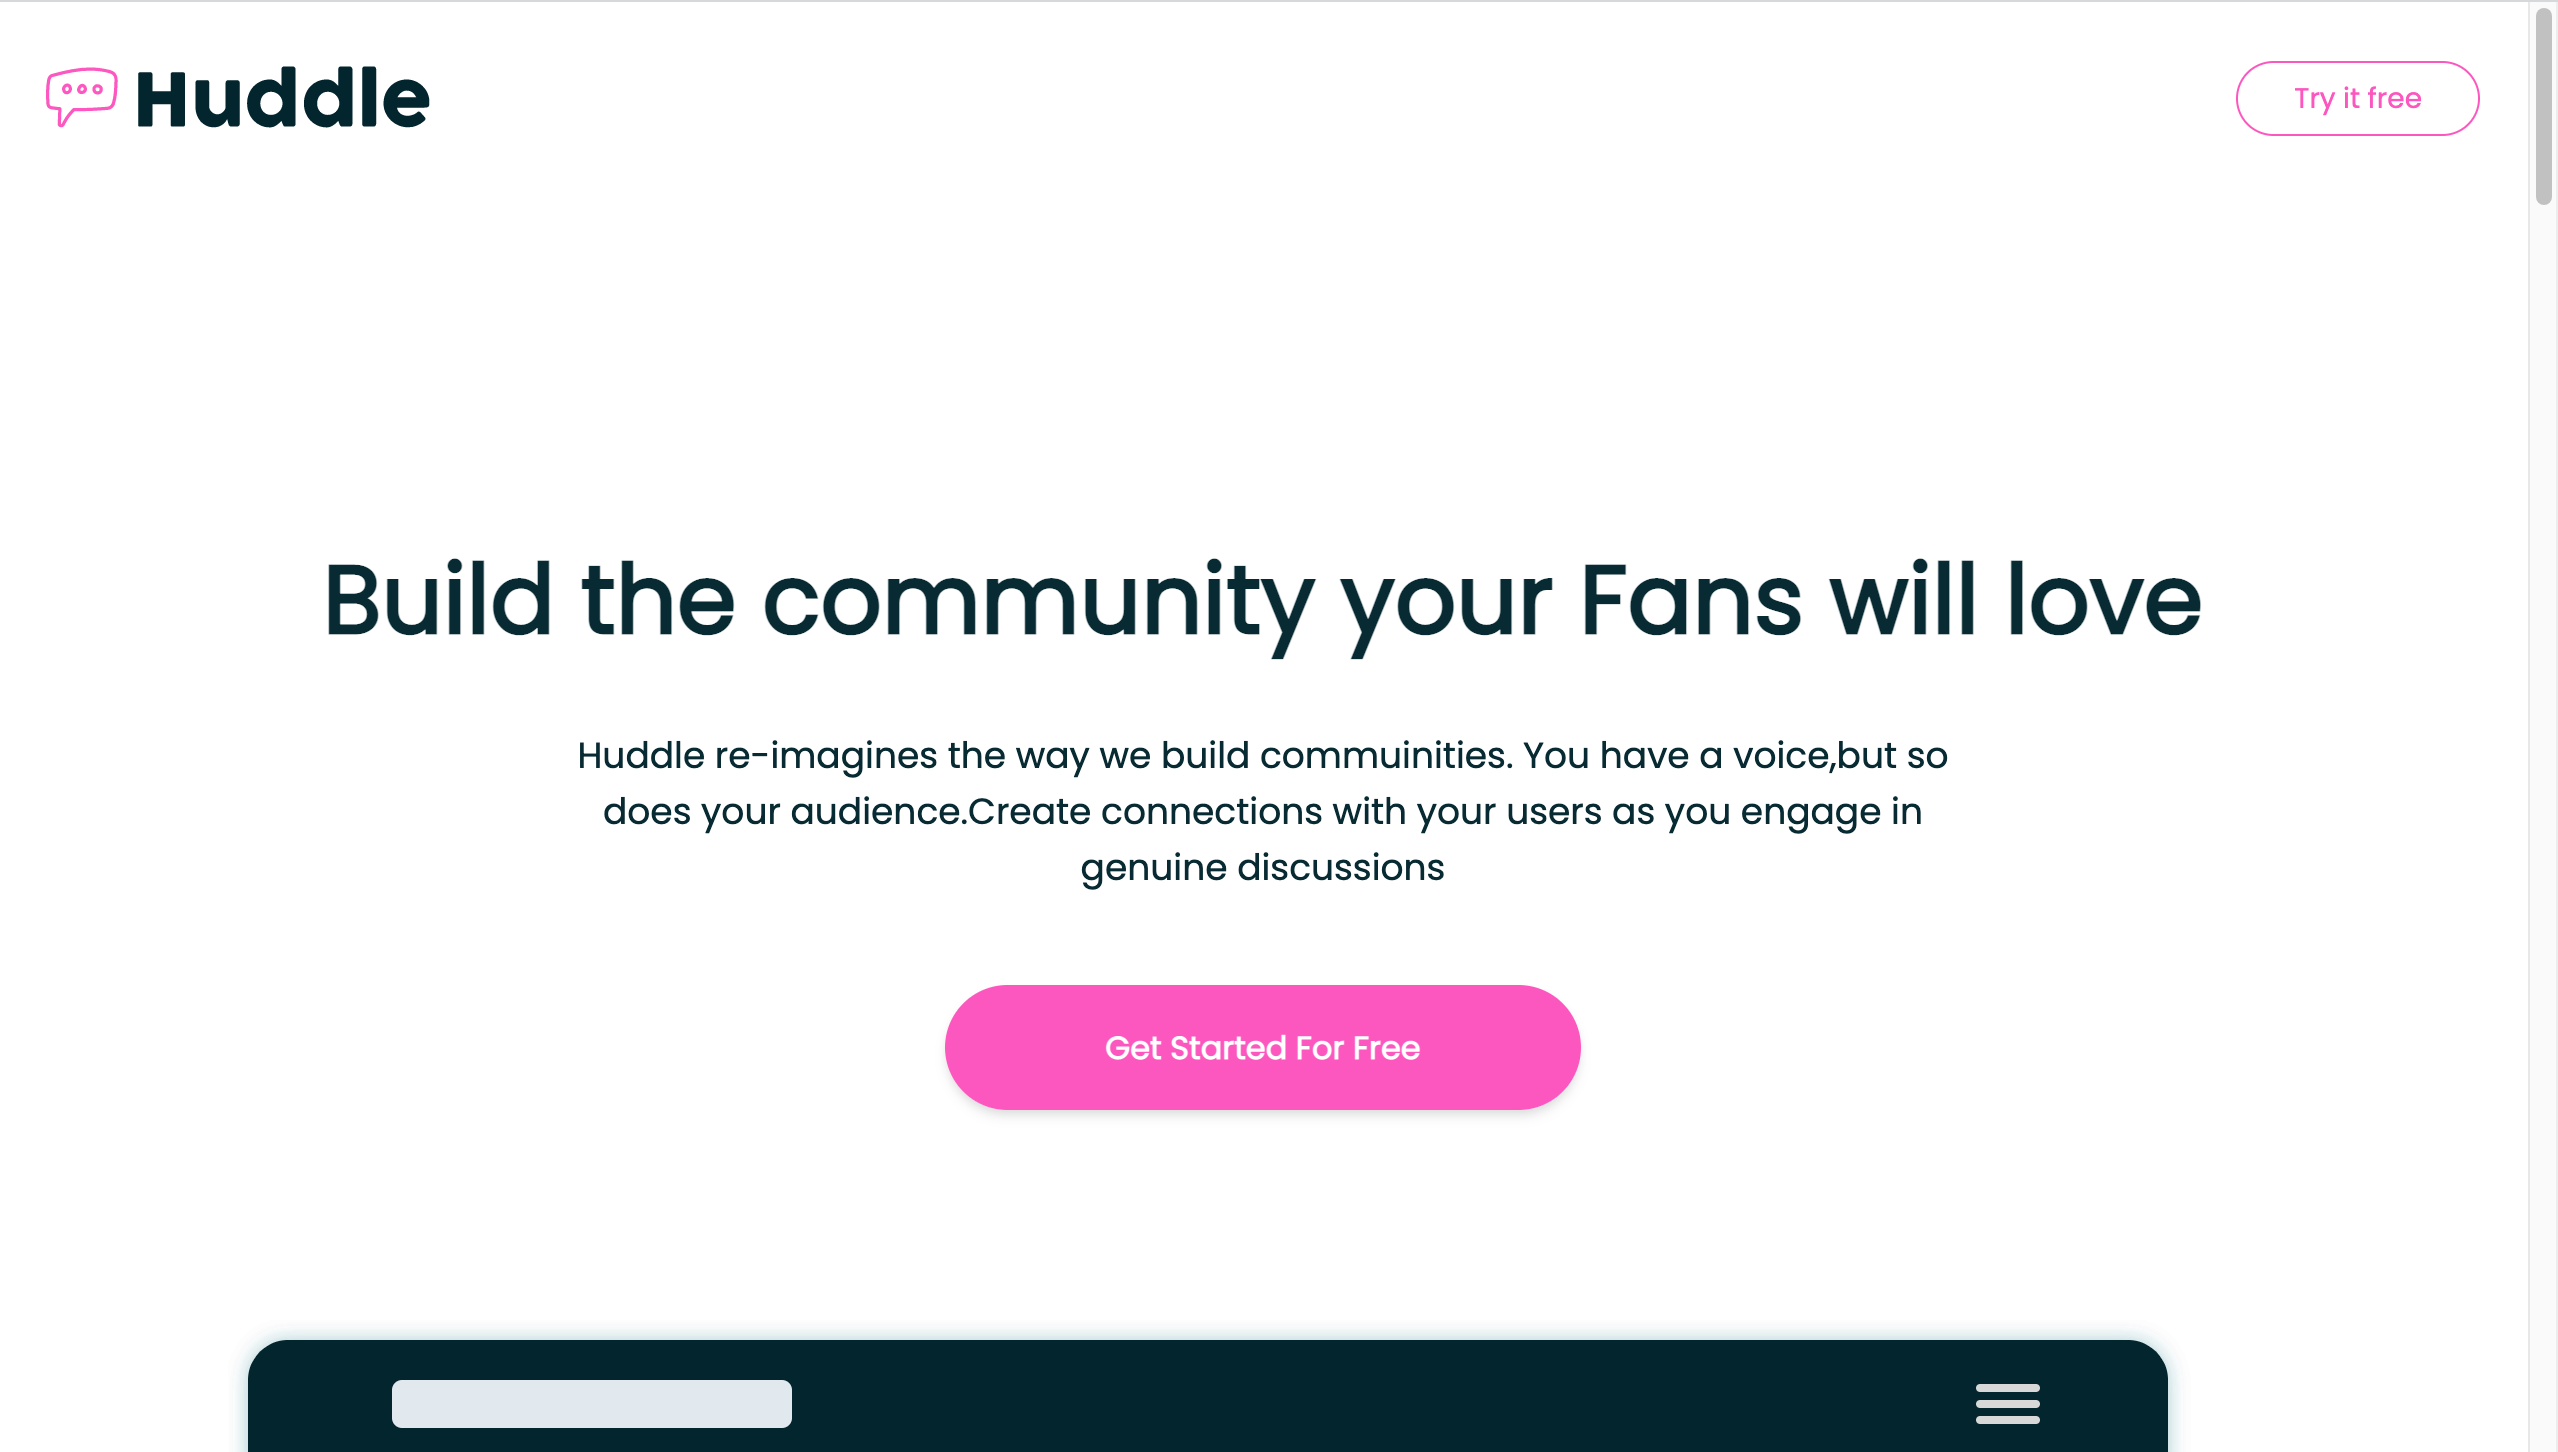 Huddle
Try it free
Build the community your Fans will love
Huddle re-imagines the way we build commuinities. You have a voice,but so
does your audience.Create connections with your users as you engage in
genuine discussions
Get Started For Free